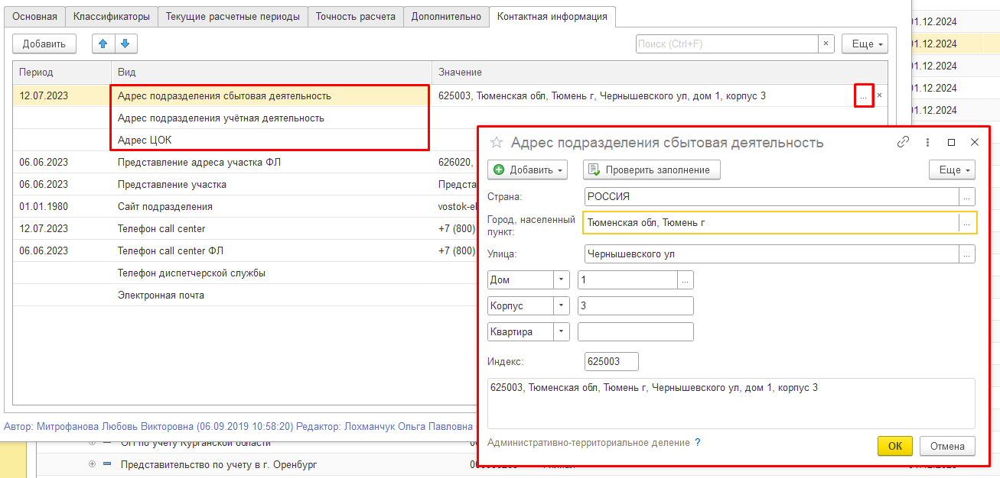 Основная Классификаторы Текущие расчетные периоды Точность расчета Дополнительно Контактная информация
Добавить Поиск (Ctrl+F) × Еще
Период Вид Значение
12.07.2023 Адрес подразделения сбытовая деятельность 625003, Тюменская обл, Тюмень г, Чернышевского ул, дом 1, корпус 3 ... ×
Адрес подразделения учётная деятельность
Адрес ЦОК
06.06.2023 Представление адреса участка ФЛ 626020,
06.06.2023 Представление участка Предста
01.01.1980 Сайт подразделения
12.07.2023 Телефон call center +7 (800)
06.06.2023 Телефон call center ФЛ +7 (800)
Телефон диспетчерской службы
Электронная почта
Автор: Митрофанова Любовь Викторовна (06.09.2019 10:58:20) Редактор: Лохманчук Ольга Павловна
ОП по учету Курганской области
Представительство по учету в г. Оренбург
01.12.2024
01.12.2024
01.12.2024
01.12.2024
01.12.2024
Адрес подразделения сбытовая деятельность
Добавить Проверить заполнение Еще
Страна: РОССИЯ ...
Город, населенный
пункт: Тюменская обл, Тюмень г ...
Улица: Чернышевского ул ...
Дом 1 ...
Корпус 3
Квартира
Индекс: 625003
625003, Тюменская обл, Тюмень г, Чернышевского ул, дом 1, корпус 3
Административно-территориальное деление ?
ОК Отмена